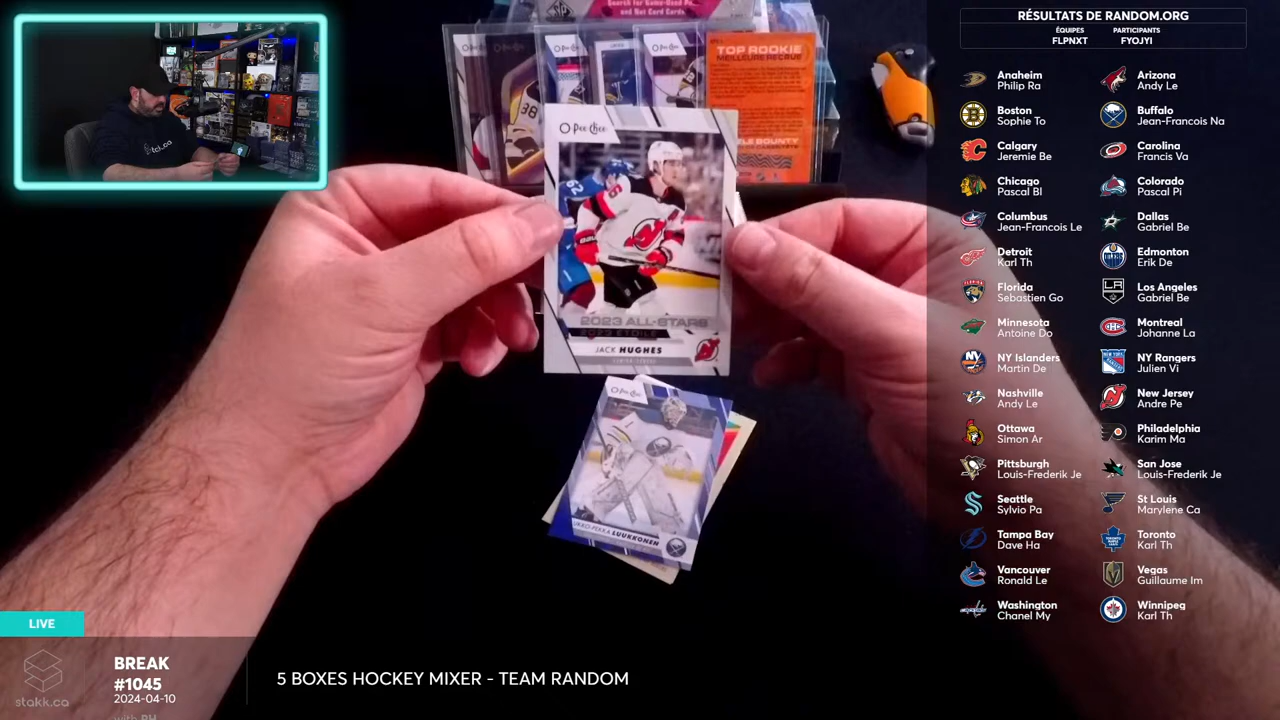 RÉSULTATS DE RANDOM.ORG
ÉQUIPES
FLPNXT
PARTICIPANTS
FYOJYI
Anaheim
Philip Ra
Arizona
Andy Le
Boston
Sophie To
Buffalo
Jean-Francois Na
Calgary
Jeremie Be
Carolina
Francis Va
Chicago
Pascal Bl
Colorado
Pascal Pi
Columbus
Jean-Francois Le
Dallas
Gabriel Be
Detroit
Karl Th
Edmonton
Erik De
Florida
Sebastien Go
Los Angeles
Gabriel Be
Minnesota
Antoine Do
Montreal
Johanne La
NY Islanders
Martin De
NY Rangers
Julien Vi
Nashville
Andy Le
New Jersey
Andre Pe
Ottawa
Simon Ar
Philadelphia
Karim Ma
Pittsburgh
Louis-Frederik Je
San Jose
Louis-Frederik Je
Seattle
Sylvio Pa
St Louis
Marylene Ca
Tampa Bay
Dave Ha
Toronto
Karl Th
Vancouver
Ronald Le
Vegas
Guillaume Im
Washington
Chanel My
Winnipeg
Karl Th
TOP ROOKIE
MEILLEURE RECRUE
O-Pee-Chee
2023 ALL-STARS
JACK HUGHES
O-Pee-Chee
UKKO-PEKKA LUUKKONEN
LIVE
stakk.ca
BREAK
#1045
2024-04-10
with PH
5 BOXES HOCKEY MIXER - TEAM RANDOM